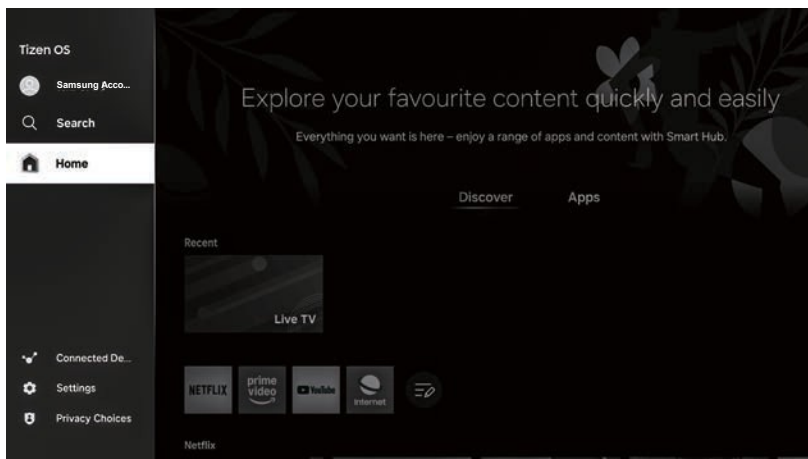 Tizen OS
Samsung Acco...
Search
Home
Connected De...
Settings
Privacy Choices
Explore your favourite content quickly and easily
Everything you want is here – enjoy a range of apps and content with Smart Hub.
Discover Apps
Recent
Live TV
NETFLIX
prime
video
YouTube
Internet
Netflix